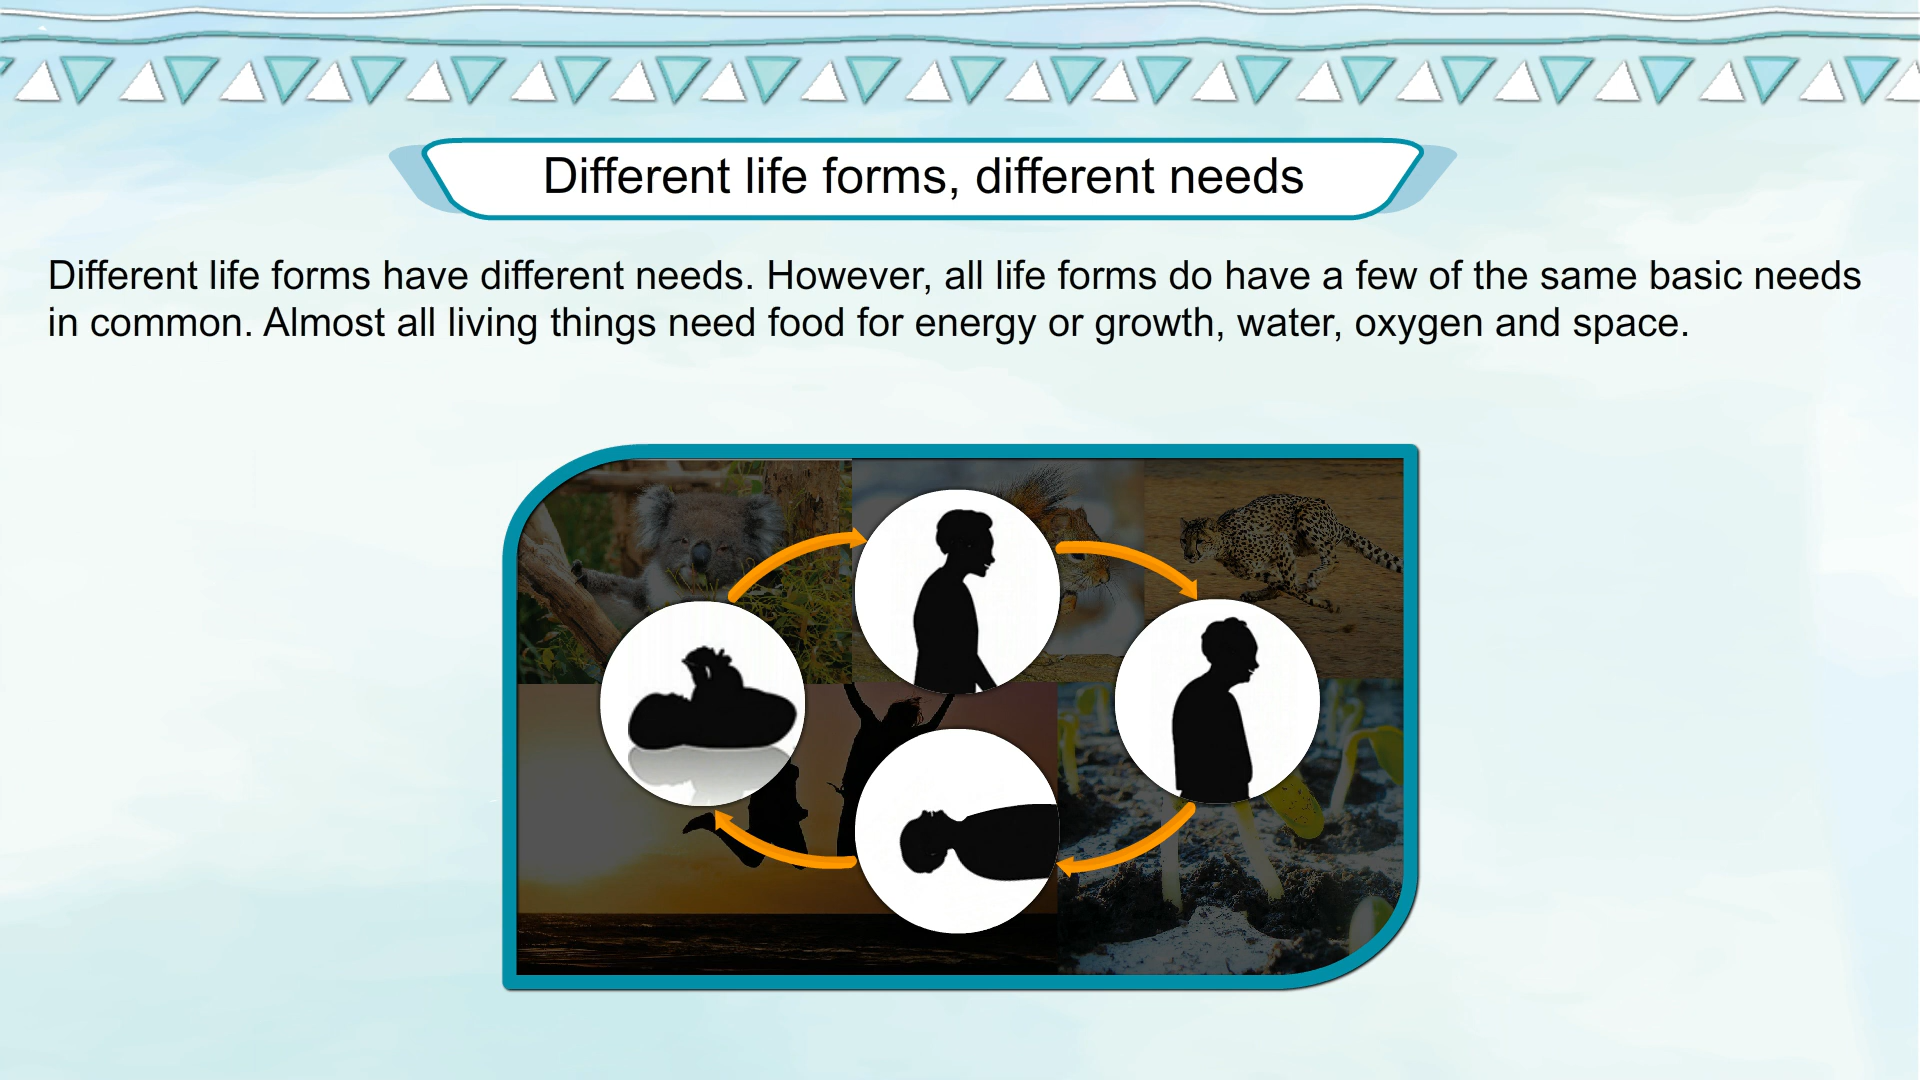 Different life forms, different needs
Different life forms have different needs. However, all life forms do have a few of the same basic needs
in common. Almost all living things need food for energy or growth, water, oxygen and space.